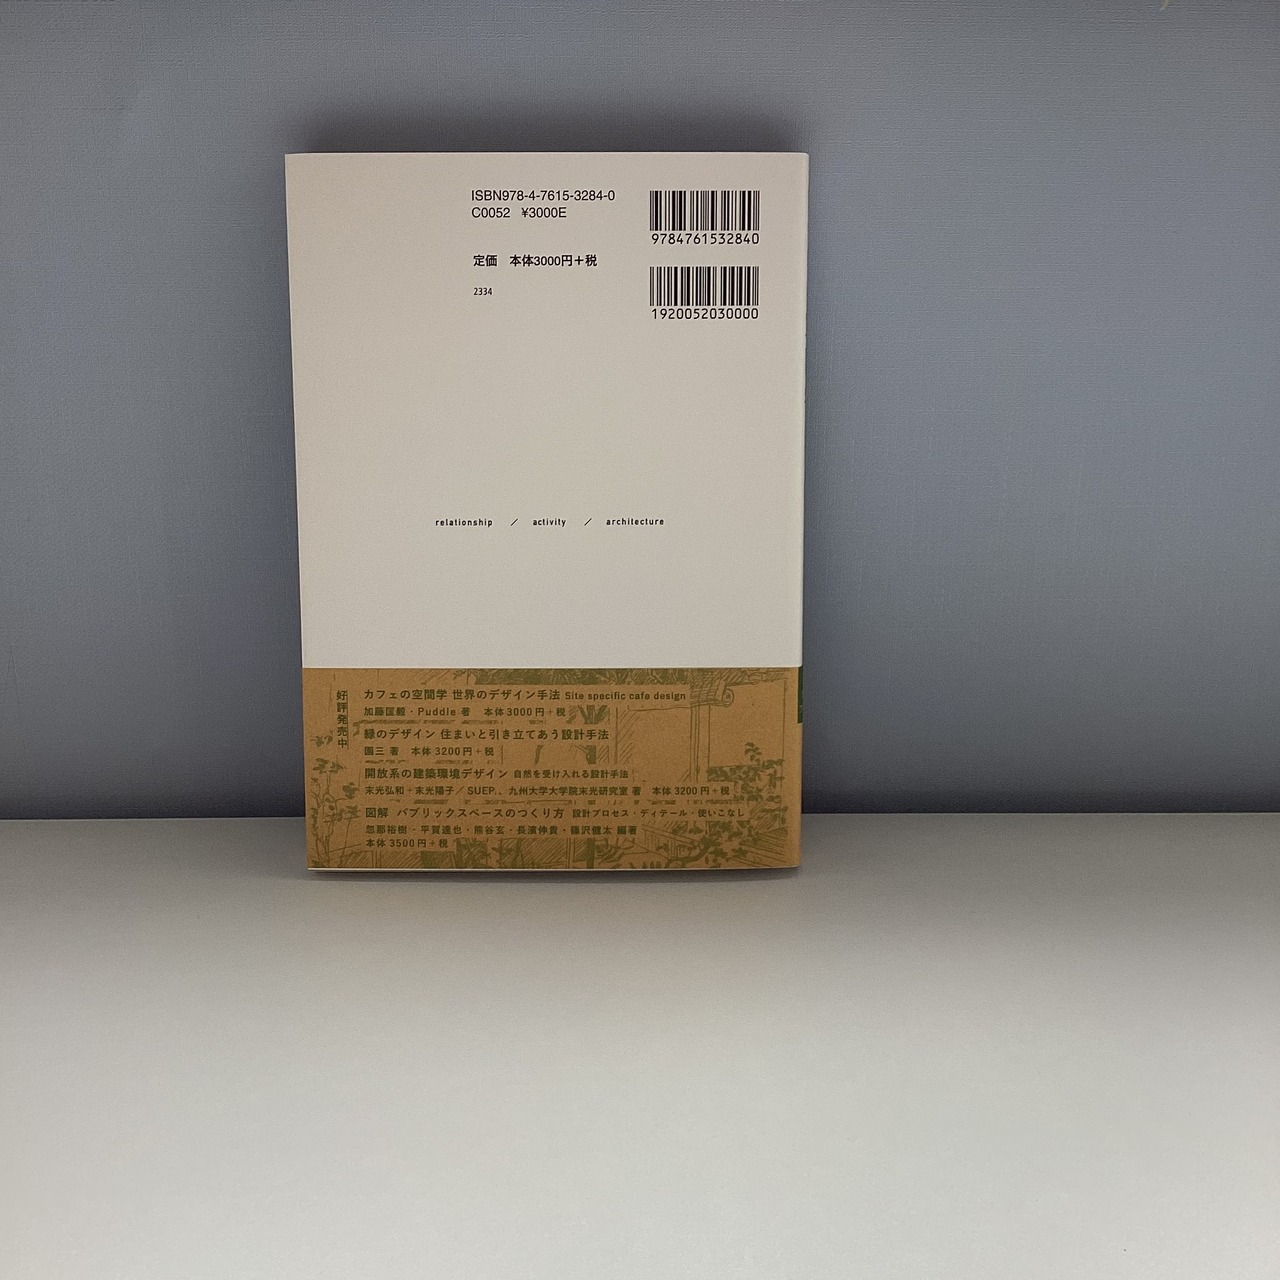 ISBN978-4-7615-3284-0
C0052 ¥3000E
9784761532840
定価 本体3000円+税
2334
1920052030000
relationship / activity / architecture
好評発売中
カフェの空間学 世界のデザイン手法 Site specific cafe design
加藤匡毅・Puddle 著 本体3000円+税
緑のデザイン 住まいと引き立てあう設計手法
園三 著 本体3200円+税
開放系の建築環境デザイン 自然を受け入れる設計手法
末光弘和+末光陽子/SUEP.、九州大学大学院末光研究室 著 本体3200円+税
図解 パブリックスペースのつくり方 設計プロセス・ディテール・使いこなし
忽那裕樹・平賀達也・熊谷玄・長濱伸貴・篠沢健太 編著
本体3500円+税